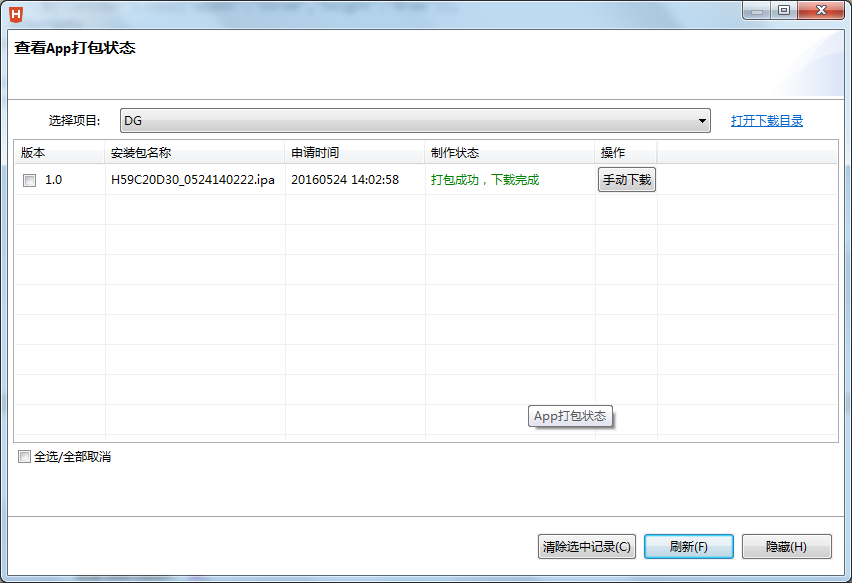 查看App打包状态
选择项目: DG 打开下载目录
版本 安装包名称 申请时间 制作状态 操作
1.0 H59C20D30_0524140222.ipa 20160524 14:02:58 打包成功，下载完成 手动下载
App打包状态
全选/全部取消
清除选中记录(C) 刷新(F) 隐藏(H)